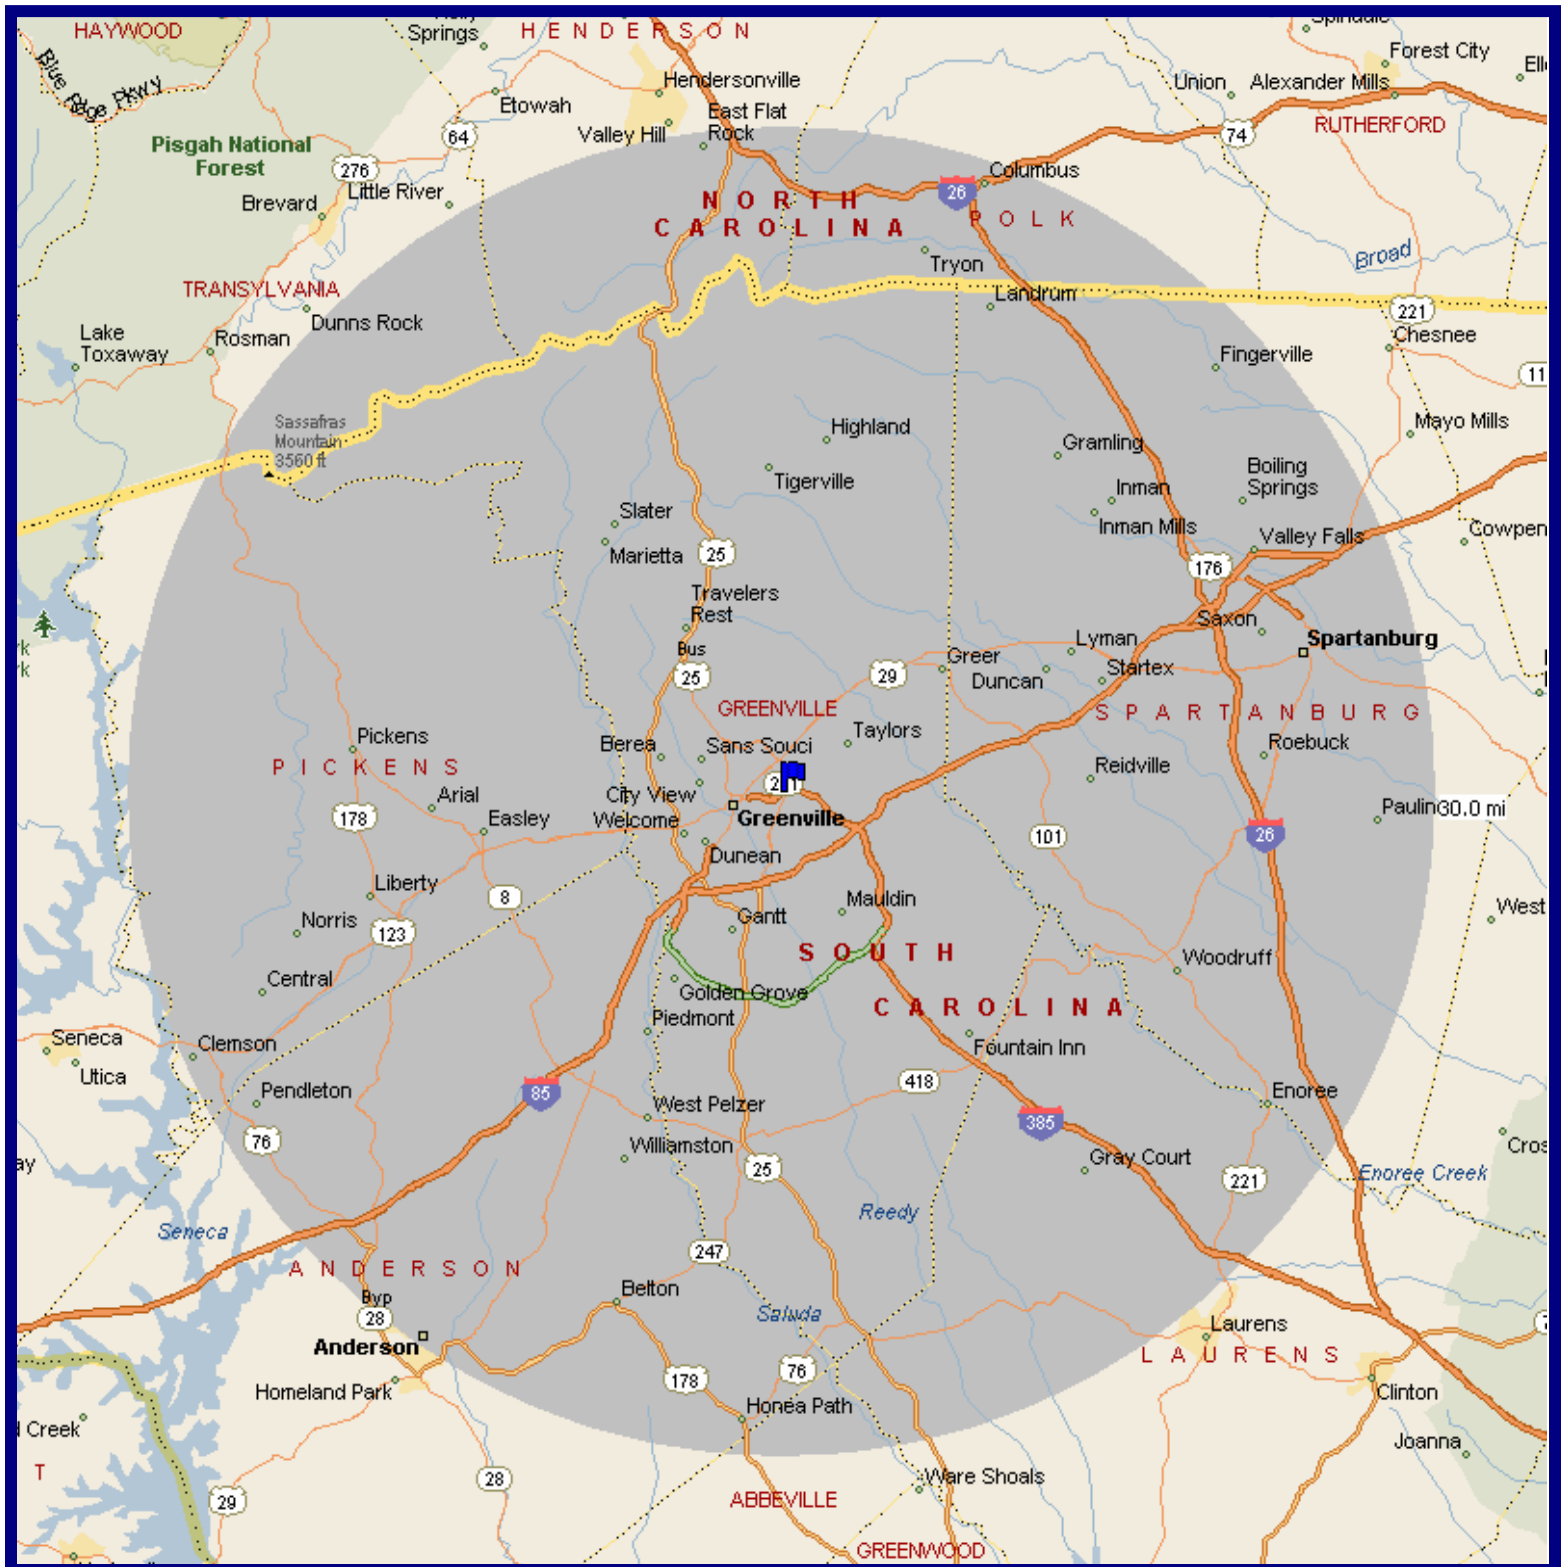 HAYWOOD
Springs
HENDERSON
Forest City
Blue Ridge Pkwy
Etowah
Hendersonville
Union
Alexander Mills
East Flat
Rock
Valley Hill
64
74
RUTHERFORD
Pisgah National
Forest
276
Little River
Columbus
26
Brevard
NORTH
CAROLINA
POLK
Tryon
Broad
TRANSYLVANIA
Dunns Rock
Landrum
221
Lake
Toxaway
Rosman
Chesnee
Fingerville
11
Sassafras
Mountain
3560 ft
Highland
Mayo Mills
Gramling
Tigerville
Boiling
Springs
Inman
Slater
Inman Mills
Cowpen
Marietta
25
Valley Falls
176
Travelers
Rest
Saxon
Spartanburg
Lyman
Bus
25
29
Greer
Duncan
Startex
GREENVILLE
SPARTANBURG
Pickens
Berea
Sans Souci
Taylors
Roebuck
PICKENS
Reidville
Arial
City View
178
Easley
Welcome
Greenville
Paulin
30.0 mi
101
26
Dunean
Liberty
8
Mauldin
Norris
123
Gantt
West
SOUTH
CAROLINA
Woodruff
Central
Golden Grove
Piedmont
Seneca
Utica
Clemson
Fountain Inn
Pendleton
85
418
West Pelzer
385
Enoree
76
Williamston
25
Gray Court
Cros
ay
221
Enoree Creek
Seneca
Reedy
247
ANDERSON
Byp
28
Belton
Saluda
Anderson
Laurens
LAURENS
Homeland Park
178
76
Clinton
Honea Path
Creek
Joanna
T
28
Ware Shoals
29
ABBEVILLE
GREENWOOD